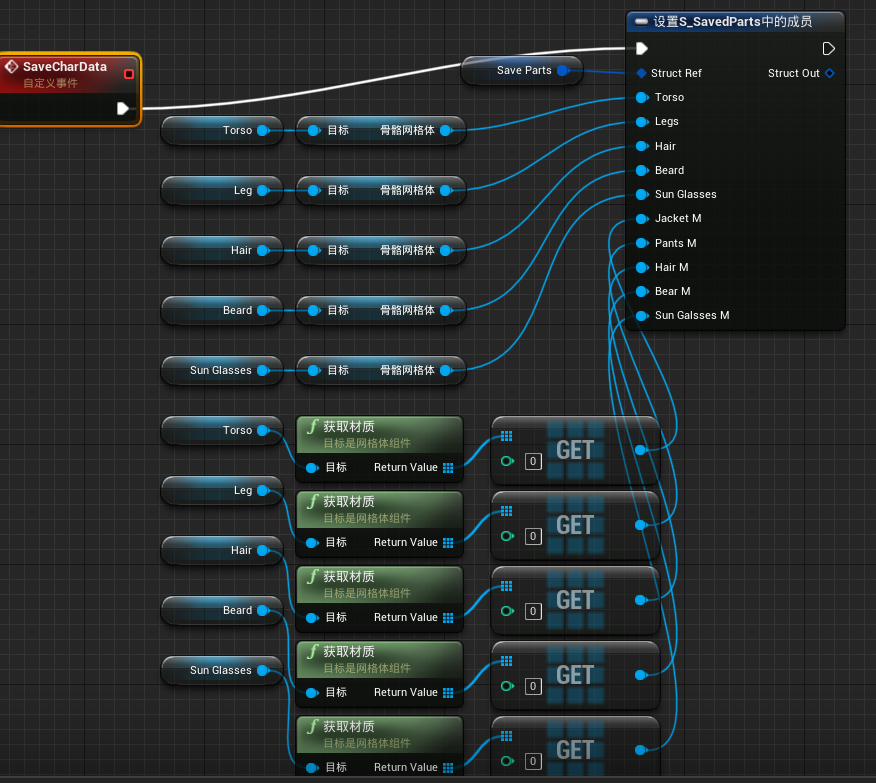 SaveCharData
自定义事件
设置S_SavedParts中的成员
Save Parts
Struct Ref
Struct Out
Torso
Legs
Hair
Beard
Sun Glasses
Jacket M
Pants M
Hair M
Bear M
Sun Galsses M
Torso
目标
骨骼网格体
Leg
目标
骨骼网格体
Hair
目标
骨骼网格体
Beard
目标
骨骼网格体
Sun Glasses
目标
骨骼网格体
Torso
f 获取材质
目标是网格体组件
目标
Return Value
0
GET
Leg
f 获取材质
目标是网格体组件
目标
Return Value
0
GET
Hair
f 获取材质
目标是网格体组件
目标
Return Value
0
GET
Beard
f 获取材质
目标是网格体组件
目标
Return Value
0
GET
Sun Glasses
f 获取材质
目标是网格体组件
目标
Return Value
0
GET